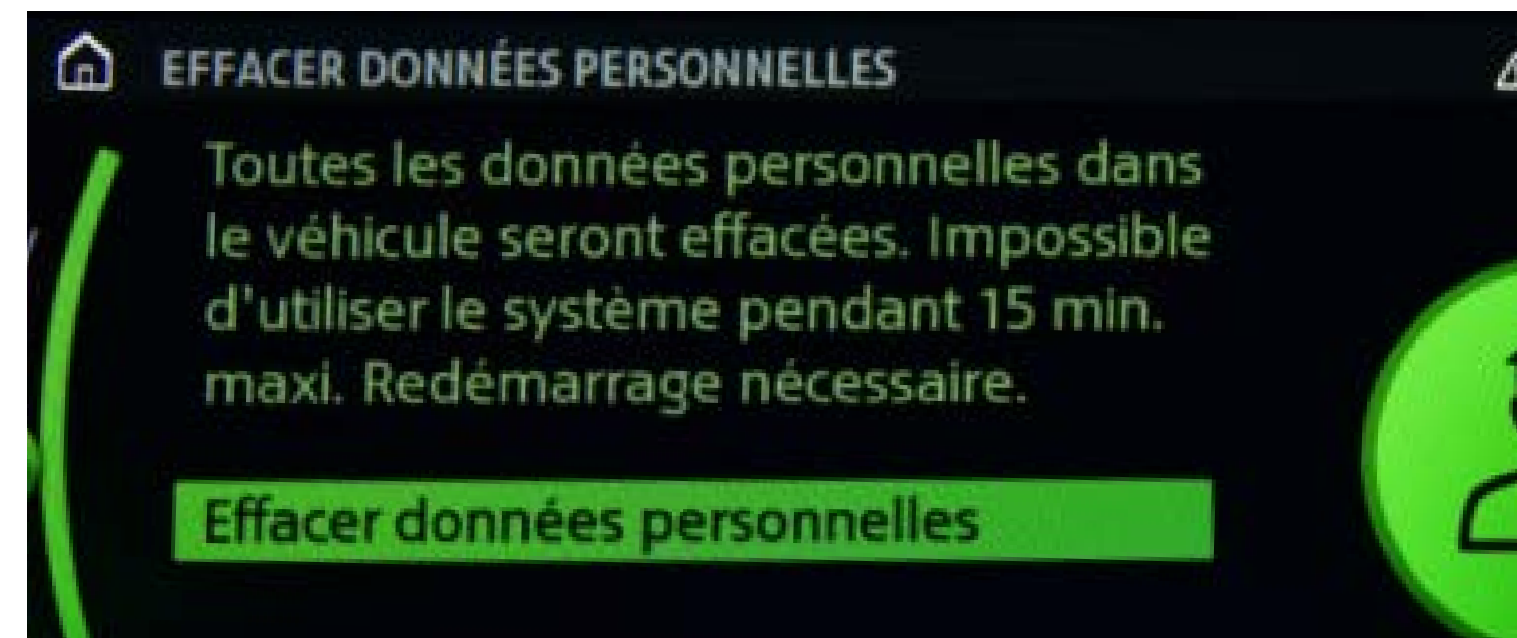 EFFACER DONNÉES PERSONNELLES
Toutes les données personnelles dans
le véhicule seront effacées. Impossible
d'utiliser le système pendant 15 min.
maxi. Redémarrage nécessaire.
Effacer données personnelles